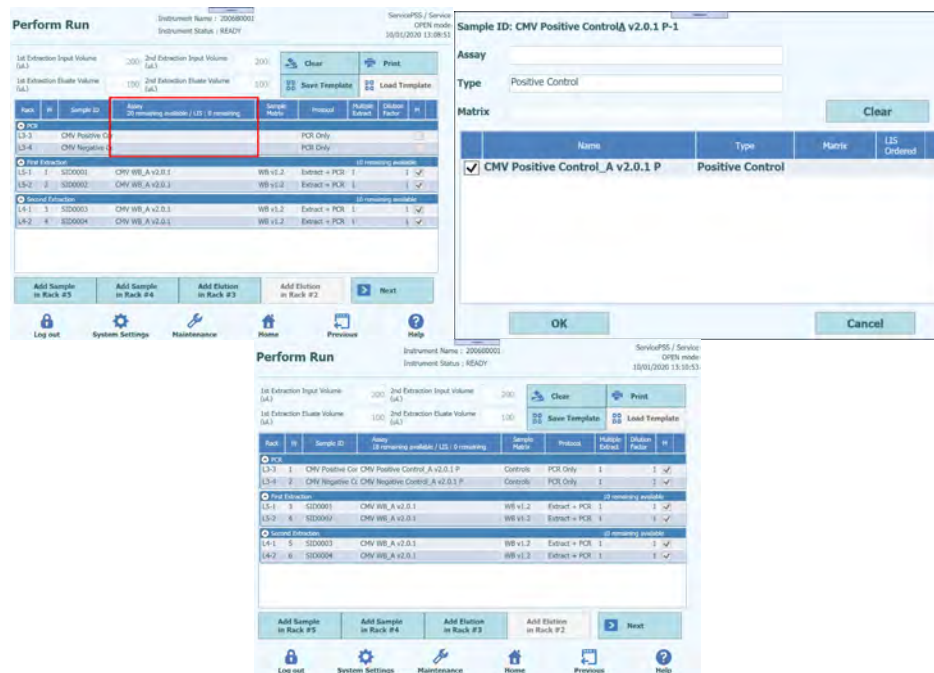 Perform Run
Instrument Name : 200680001
Instrument Status : READY
ServicePSS / Service
OPEN mode
10/01/2020 13:08:51
1st Extraction Input Volume (uL) 200 2nd Extraction Input Volume (uL) 200
Clear Print
1st Extraction Eluate Volume (uL) 100 2nd Extraction Eluate Volume (uL) 100
Save Template Load Template
Rack # Sample ID Assay 20 remaining available / LIS : 0 remaining Sample Matrix Protocol Multiple Extract Dilution Factor
PCR
L3-3 CMV Positive Co PCR Only
L3-4 CMV Negative Co PCR Only
First Extraction 10 remaining available
L5-1 1 SID0001 CMV WB_A v2.0.1 WB v1.2 Extract + PCR 1 1
L5-2 2 SID0002 CMV WB_A v2.0.1 WB v1.2 Extract + PCR 1 1
Second Extraction 10 remaining available
L4-1 3 SID0003 CMV WB_A v2.0.1 WB v1.2 Extract + PCR 1 1
L4-2 4 SID0004 CMV WB_A v2.0.1 WB v1.2 Extract + PCR 1 1
Add Sample in Rack #5 Add Sample in Rack #4 Add Elution in Rack #3 Add Elution in Rack #2 Next
Log out System Settings Maintenance Home Previous Help
Sample ID: CMV Positive ControlA v2.0.1 P-1
Assay
Type Positive Control
Matrix Clear
Name Type Matrix LIS Ordered
CMV Positive Control_A v2.0.1 P Positive Control
OK Cancel
Perform Run
Instrument Name : 200680001
Instrument Status : READY
ServicePSS / Service
OPEN mode
10/01/2020 13:10:53
1st Extraction Input Volume (uL) 200 2nd Extraction Input Volume (uL) 200
Clear Print
1st Extraction Eluate Volume (uL) 100 2nd Extraction Eluate Volume (uL) 100
Save Template Load Template
Rack # Sample ID Assay 18 remaining available / LIS : 0 remaining Sample Matrix Protocol Multiple Extract Dilution Factor
PCR
L3-3 1 CMV Positive Cor CMV Positive Control_A v2.0.1 P Controls PCR Only 1 1
L3-4 2 CMV Negative Cc CMV Negative Control_A v2.0.1 P Controls PCR Only 1 1
First Extraction 10 remaining available
L5-1 3 SID0001 CMV WB_A v2.0.1 WB v1.2 Extract + PCR 1 1
L5-2 4 SID0002 CMV WB_A v2.0.1 WB v1.2 Extract + PCR 1 1
Second Extraction 10 remaining available
L4-1 5 SID0003 CMV WB_A v2.0.1 WB v1.2 Extract + PCR 1 1
L4-2 6 SID0004 CMV WB_A v2.0.1 WB v1.2 Extract + PCR 1 1
Add Sample in Rack #5 Add Sample in Rack #4 Add Elution in Rack #3 Add Elution in Rack #2 Next
Log out System Settings Maintenance Home Previous Help